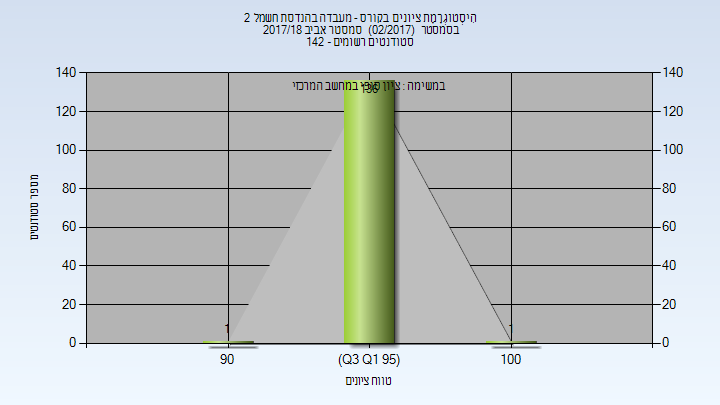 הִיסְטוֹגְרַמַת ציונים בקורס - מעבדה בהנדסת חשמל 2
בסמסטר (02/2017) סמסטר אביב 2017/18
סטודנטים רשומים - 142
במשימה : ציון סופי במחשב המרכזי
136
140 140
120 120
100 100
80 80
60 60
40 40
20 20
0 0
1 1
90 (Q3 Q1 95) 100
מספר סטודנטים
טווח ציונים